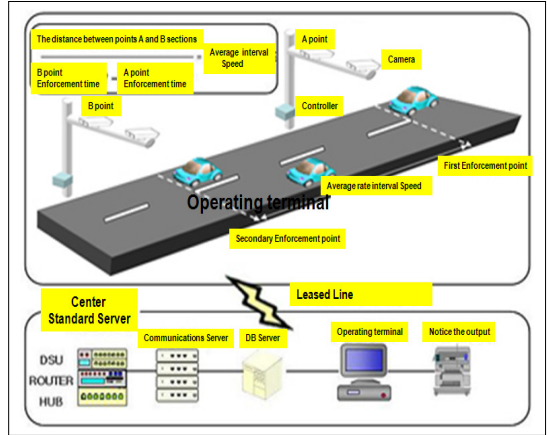 The distance between points A and B sections
Average interval
Speed
B point
Enforcement time
A point
Enforcement time
A point
Camera
B point
Controller
First Enforcement point
Average rate interval Speed
Operating terminal
Secondary Enforcement point
Leased Line
Center
Standard Server
Communications Server
DB Server
Operating terminal
Notice the output
DSU
ROUTER
HUB